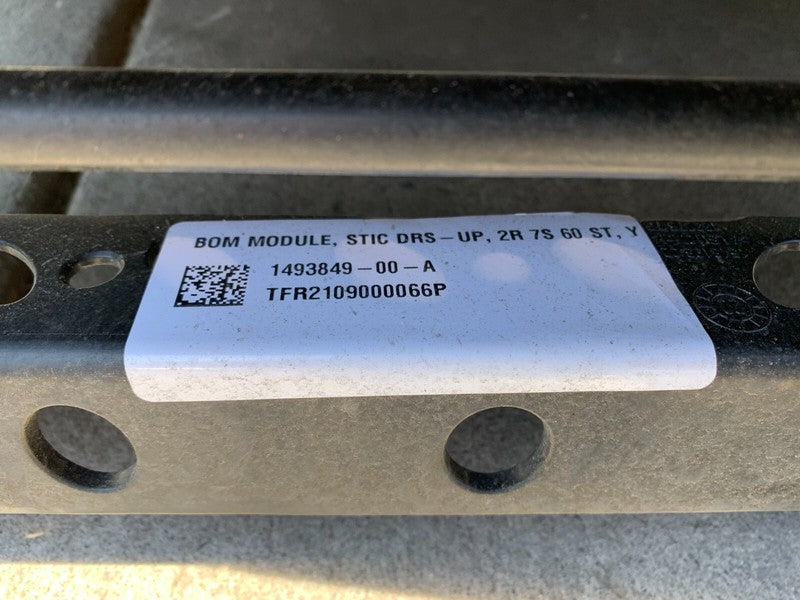 BOM MODULE, STIC DRS-UP, 2R 7S 60 ST, Y
1493849-00-A
TFR2109000066P